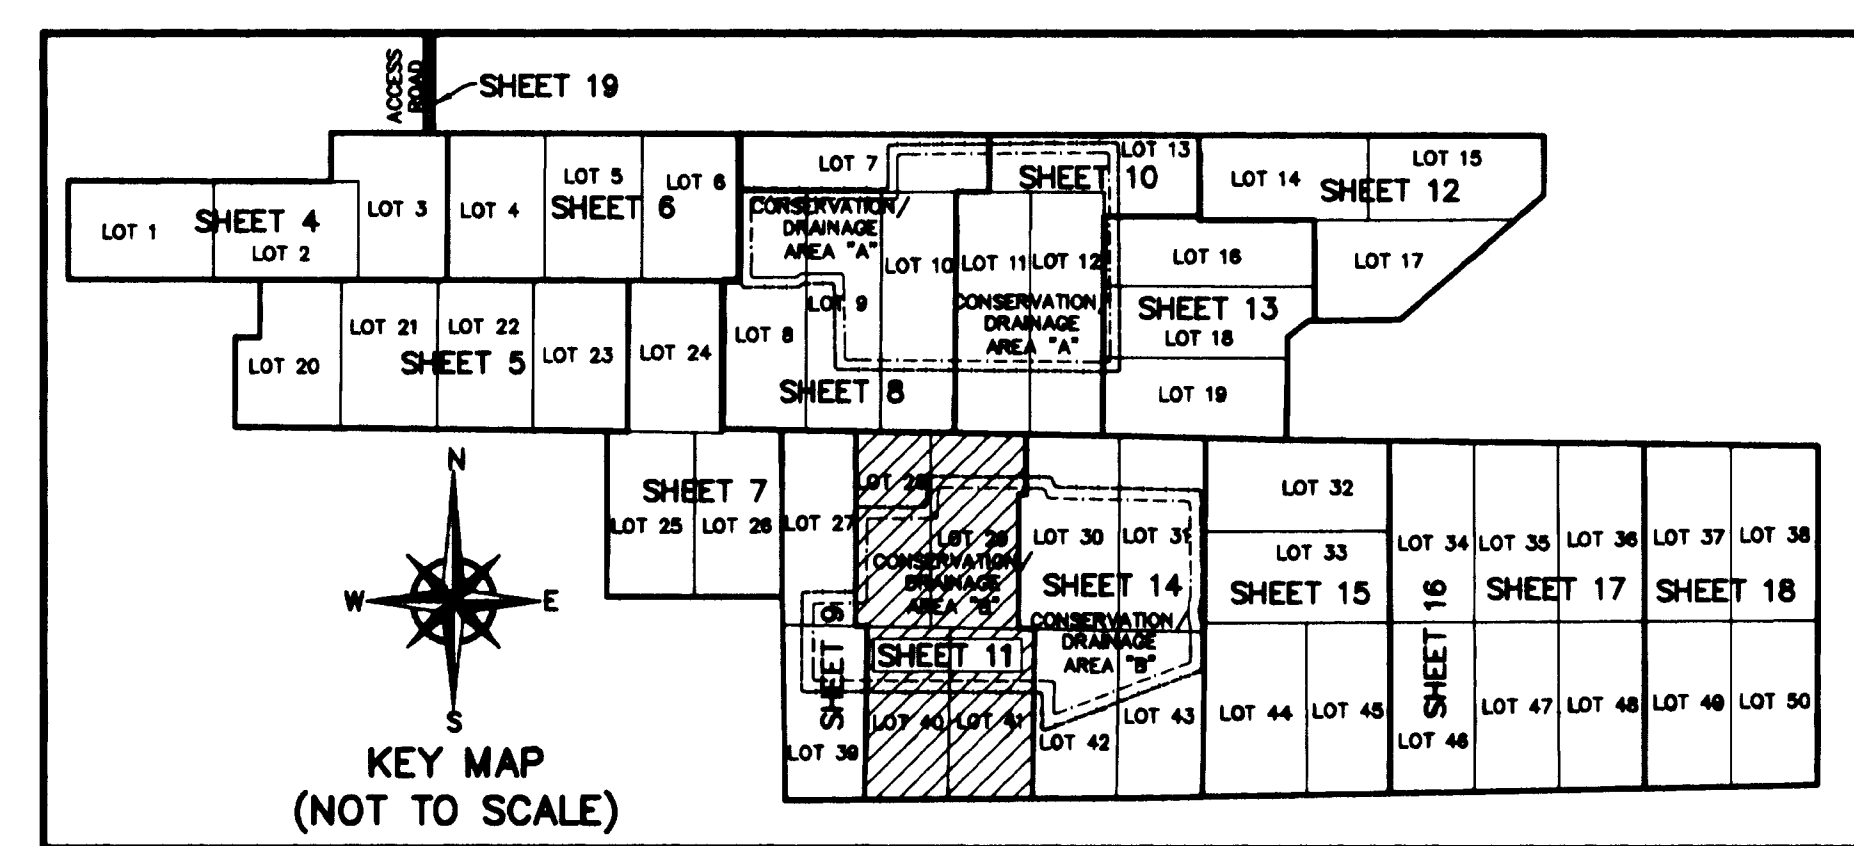 ACCESS
ROAD
SHEET 19
LOT 1
SHEET 4
LOT 2
LOT 3
LOT 4
LOT 5
SHEET 6
LOT 6
LOT 7
CONSERVATION/
DRAINAGE
AREA "A"
LOT 13
SHEET 10
LOT 14
SHEET 12
LOT 15
LOT 10
LOT 11
LOT 12
LOT 16
LOT 17
LOT 9
CONSERVATION/
DRAINAGE
AREA "A"
SHEET 13
LOT 18
LOT 20
LOT 21
LOT 22
SHEET 5
LOT 23
LOT 24
LOT 8
SHEET 8
LOT 19
SHEET 7
LOT 25
LOT 26
LOT 27
LOT 28
LOT 29
CONSERVATION/
DRAINAGE
AREA "B"
LOT 30
LOT 31
SHEET 14
CONSERVATION/
DRAINAGE
AREA "B"
LOT 32
LOT 33
SHEET 15
LOT 34
LOT 35
LOT 36
SHEET 17
LOT 37
LOT 38
SHEET 18
SHEET 16
SHEET 9
SHEET 11
LOT 39
LOT 40
LOT 41
LOT 42
LOT 43
LOT 44
LOT 45
LOT 46
LOT 47
LOT 48
LOT 49
LOT 50
N
W
E
S
KEY MAP
(NOT TO SCALE)